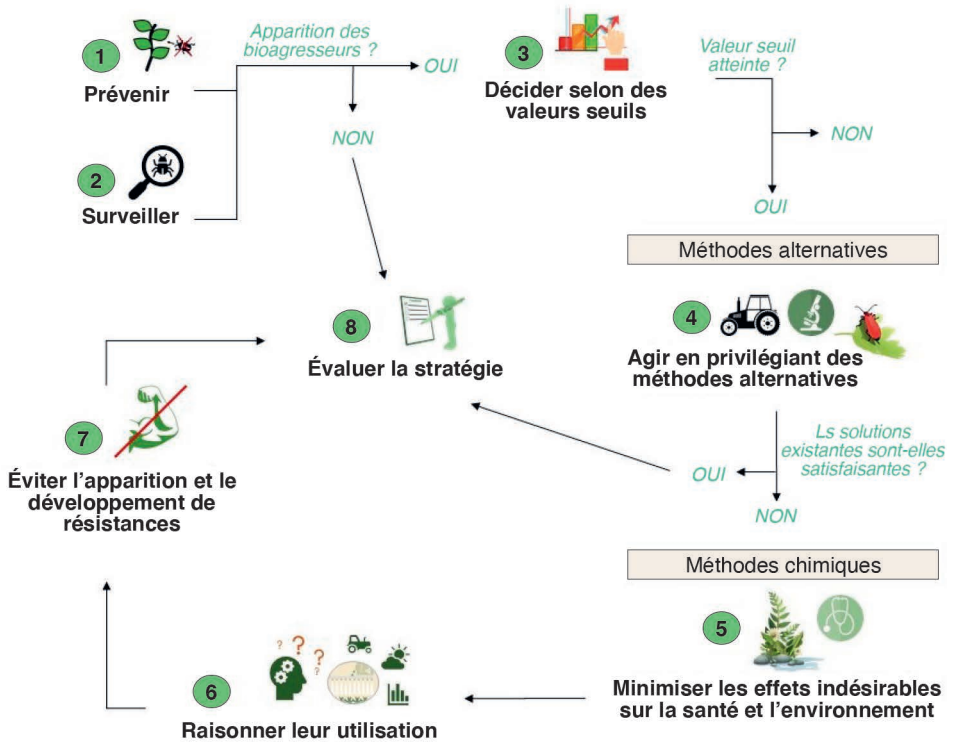 1
Prévenir
Apparition des
bioagresseurs ?
OUI
NON
2
Surveiller
3
Décider selon des
valeurs seuils
Valeur seuil
atteinte ?
NON
OUI
Méthodes alternatives
4
Agir en privilégiant des
méthodes alternatives
Ls solutions
existantes sont-elles
satisfaisantes ?
OUI
NON
Méthodes chimiques
5
Minimiser les effets indésirables
sur la santé et l'environnement
? ? ?
6
Raisonner leur utilisation
7
Éviter l'apparition et le
développement de
résistances
8
Évaluer la stratégie